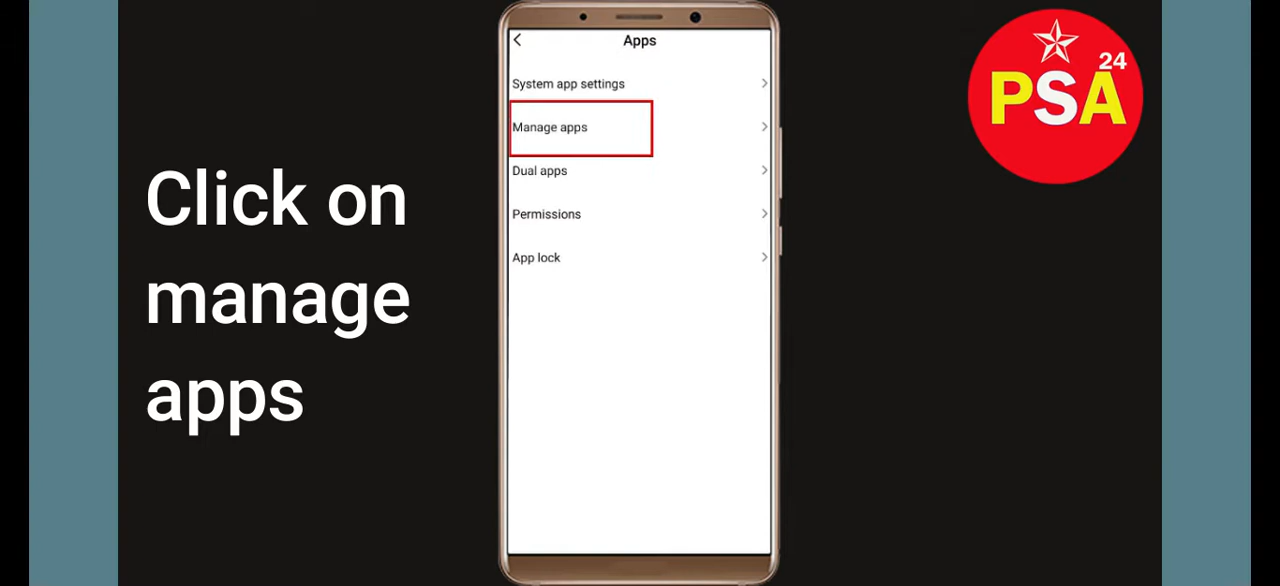 Click on
manage
apps
Apps
System app settings
Manage apps
Dual apps
Permissions
App lock
24
PSA